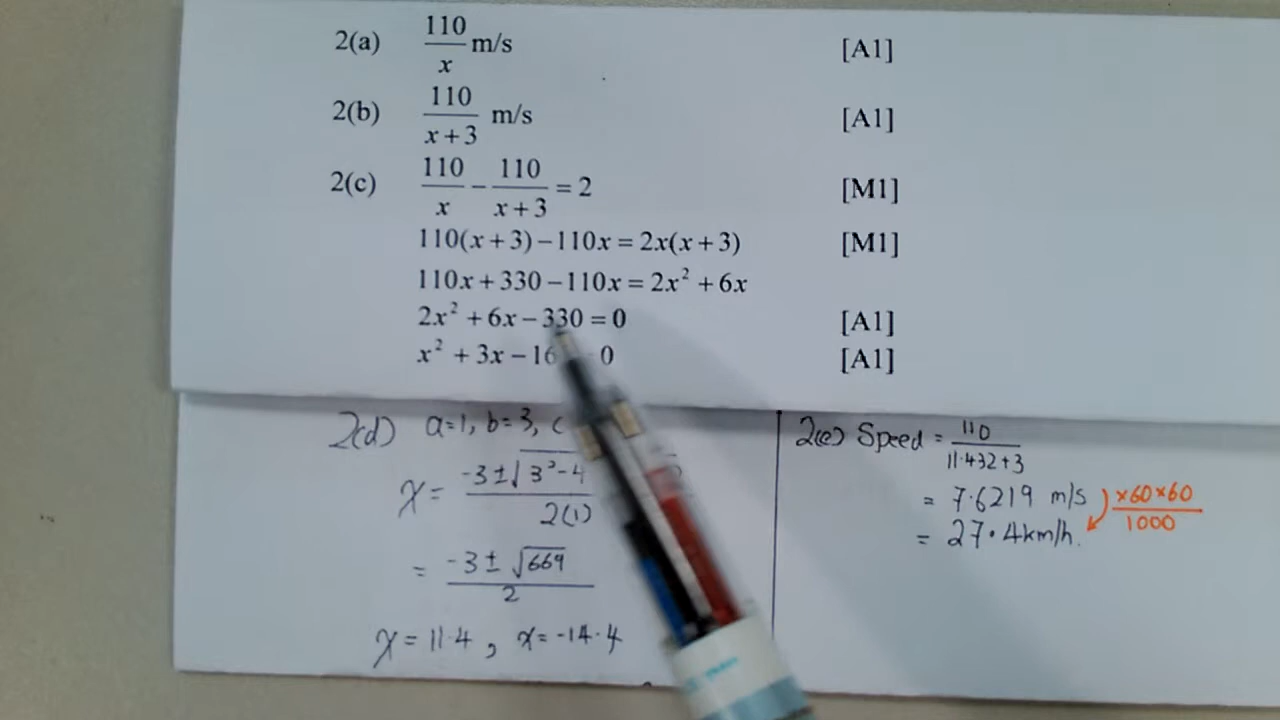 2(a) 110/x m/s [A1]
2(b) 110/(x+3) m/s [A1]
2(c) 110/x − 110/(x+3) = 2 [M1]
110(x+3)−110x = 2x(x+3) [M1]
110x+330−110x = 2x² +6x
2x² +6x−330 = 0 [A1]
x² +3x−16 0 [A1]
2(d) a=1, b=3, c
x = (-3±√(3²-4 / 2(1)
= (-3±√669)/2
x=11.4, x=-14.4
2(e) Speed = 110/(11.432+3)
= 7.6219 m/s ×60×60/1000
= 27.4km/h.